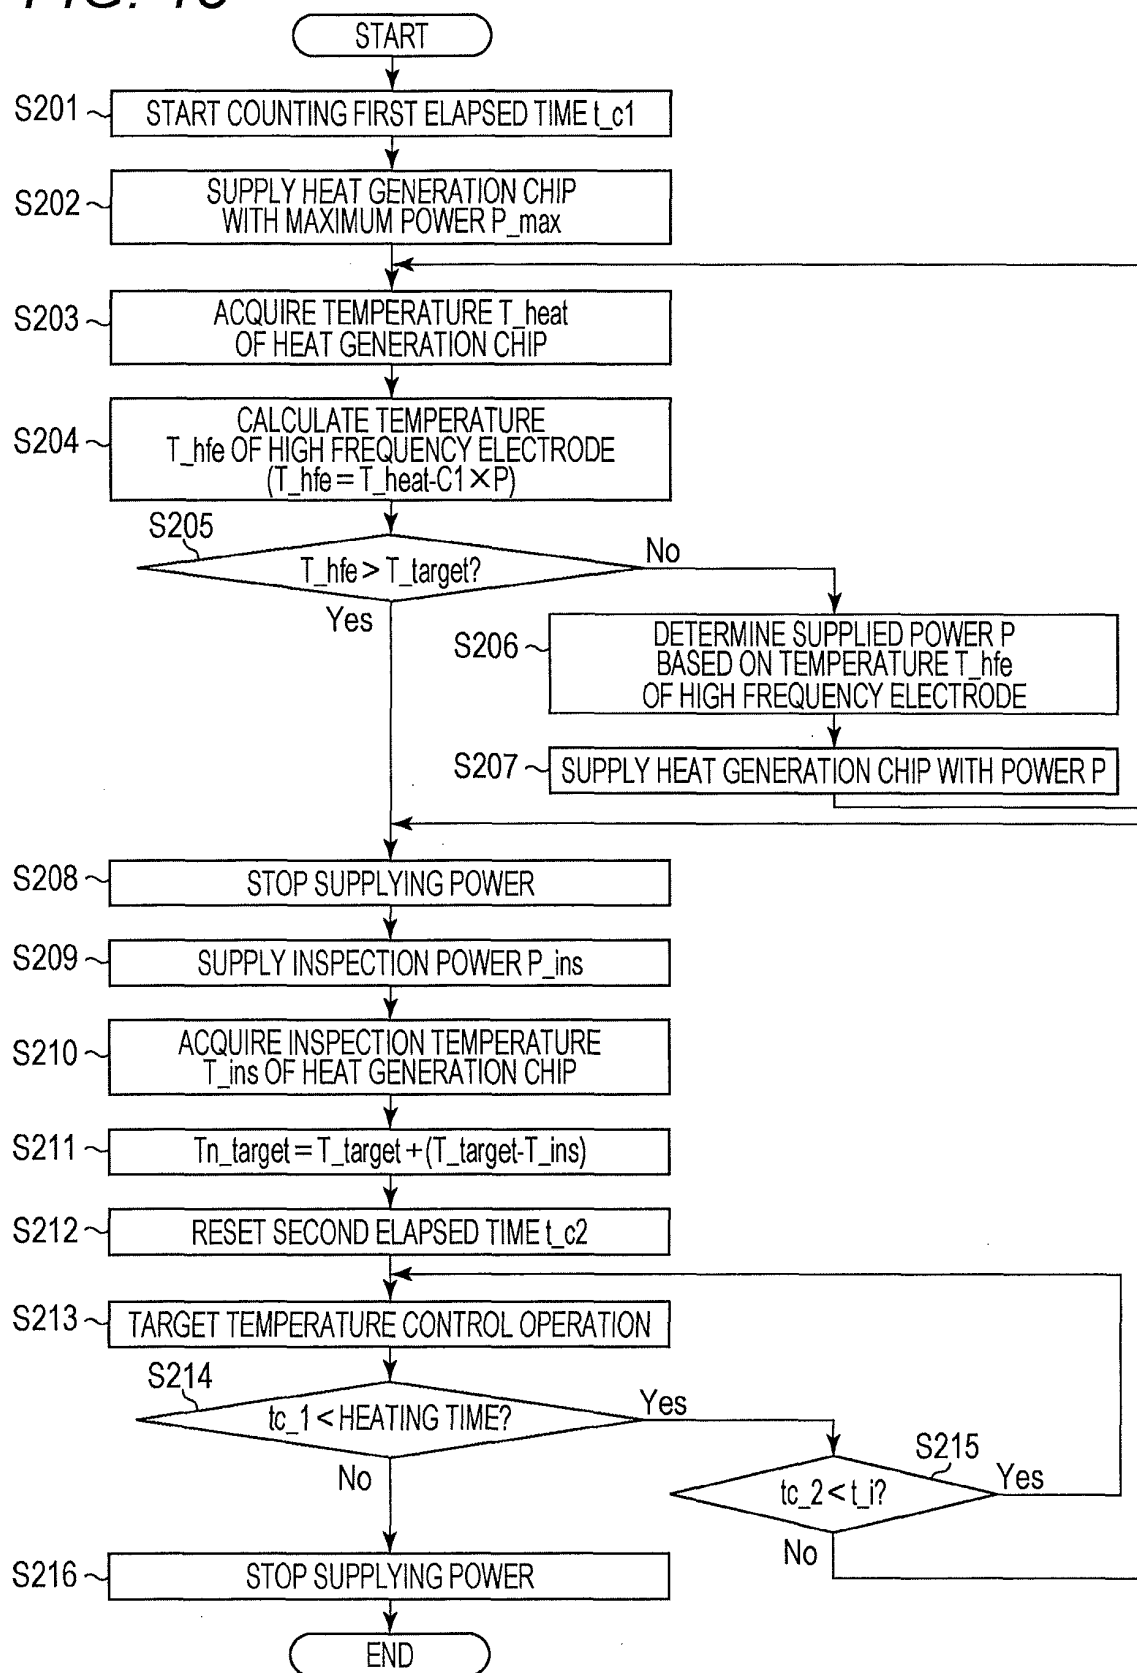 START
S201
START COUNTING FIRST ELAPSED TIME t_c1
S202
SUPPLY HEAT GENERATION CHIP
WITH MAXIMUM POWER P_max
S203
ACQUIRE TEMPERATURE T_heat
OF HEAT GENERATION CHIP
S204
CALCULATE TEMPERATURE
T_hfe OF HIGH FREQUENCY ELECTRODE
(T_hfe = T_heat-C1×P)
S205
T_hfe > T_target?
No
Yes
S206
DETERMINE SUPPLIED POWER P
BASED ON TEMPERATURE T_hfe
OF HIGH FREQUENCY ELECTRODE
S207
SUPPLY HEAT GENERATION CHIP WITH POWER P
S208
STOP SUPPLYING POWER
S209
SUPPLY INSPECTION POWER P_ins
S210
ACQUIRE INSPECTION TEMPERATURE
T_ins OF HEAT GENERATION CHIP
S211
Tn_target = T_target + (T_target-T_ins)
S212
RESET SECOND ELAPSED TIME t_c2
S213
TARGET TEMPERATURE CONTROL OPERATION
S214
tc_1 < HEATING TIME?
Yes
No
S215
tc_2 < t_i?
Yes
No
S216
STOP SUPPLYING POWER
END